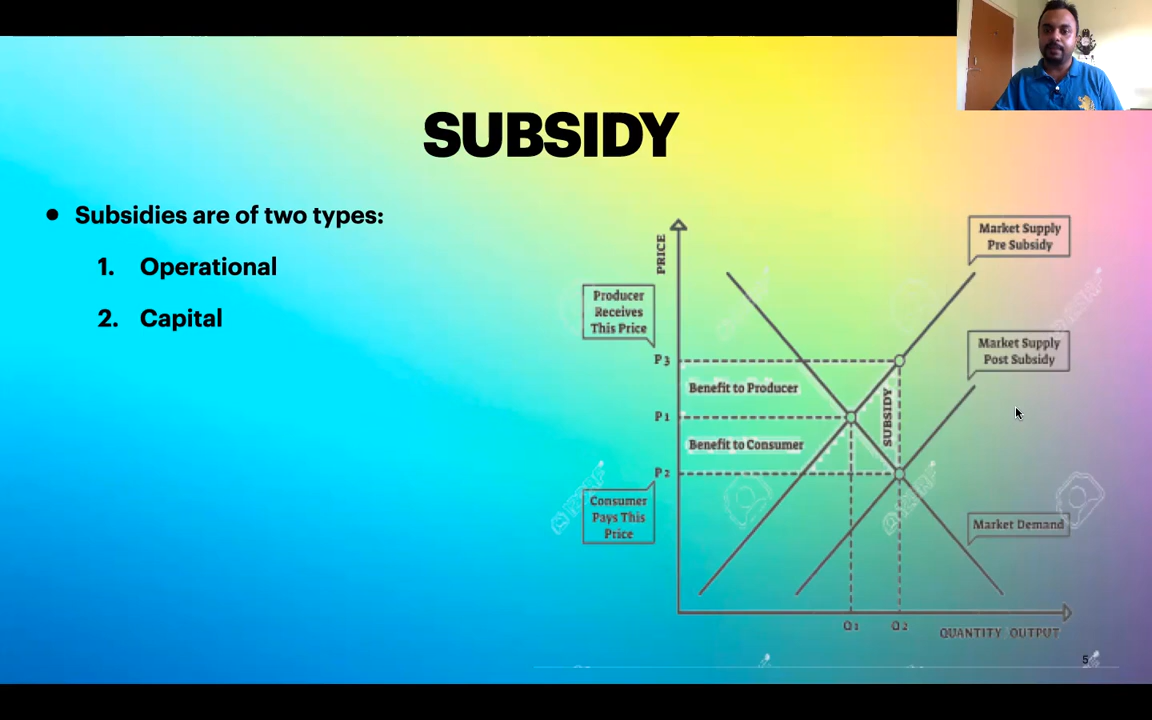 SUBSIDY
• Subsidies are of two types:
1. Operational
2. Capital
PRICE
Market Supply
Pre Subsidy
Producer
Receives
This Price
Market Supply
Post Subsidy
P3
Benefit to Producer
SUBSIDY
P1
Benefit to Consumer
P2
Consumer
Pays This
Price
Market Demand
Q1
Q2
QUANTITY OUTPUT
5